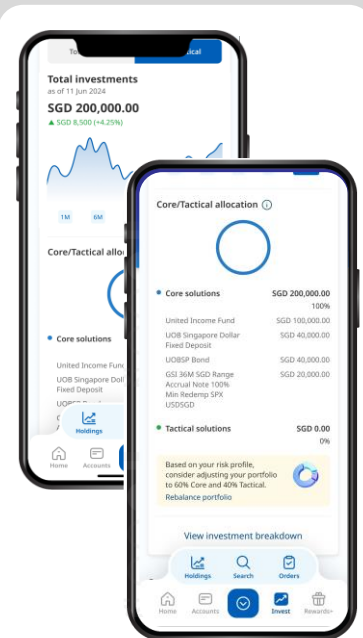 Total investments
as of 11 Jun 2024
SGD 200,000.00
▲ SGD 8,500 (+4.25%)
1M 6M
Core/Tactical
Core solutions
United Income
UOB Singapore
Fixed Deposit
Holdings
Home Accounts
Core/Tactical allocation
Core solutions SGD 200,000.00
100%
United Income Fund SGD 100,000.00
UOB Singapore Dollar SGD 40,000.00
Fixed Deposit
UOBSP Bond SGD 40,000.00
GSI 36M SGD Range SGD 20,000.00
Accrual Note 100%
Min Redemp SPX
USDSGD
Tactical solutions SGD 0.00
0%
Based on your risk profile,
consider adjusting your portfolio
to 60% Core and 40% Tactical.
Rebalance portfolio
View investment breakdown
Holdings Search Orders
Home Accounts Invest Rewards+